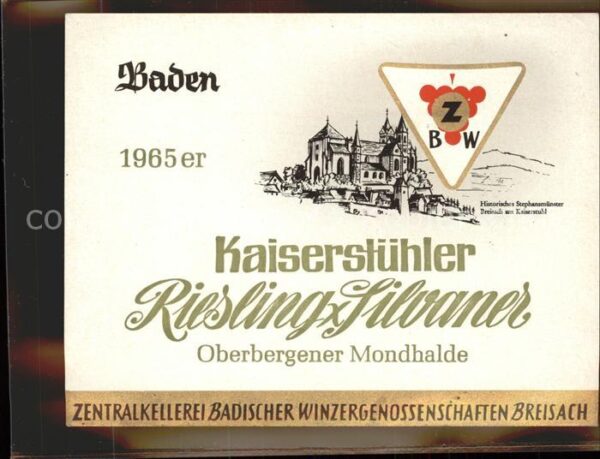 Baden
Z
B W
1965er
Historisches Stephansmünster
Breisach am Kaiserstuhl
Kaiserstühler
Riesling x Silvaner
Oberbergener Mondhalde
ZENTRALKELLEREI BADISCHER WINZERGENOSSENSCHAFTEN BREISACH